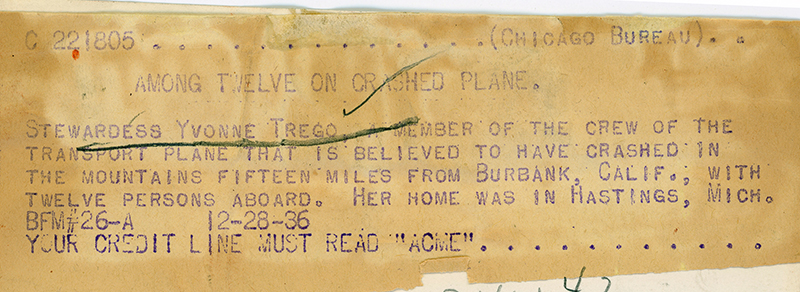 C 221805 . . . . . . . . . . . . . (CHICAGO BUREAU). .
AMONG TWELVE ON CRASHED PLANE.
STEWARDESS YVONNE TREGO, A MEMBER OF THE CREW OF THE
TRANSPORT PLANE THAT IS BELIEVED TO HAVE CRASHED IN
THE MOUNTAINS FIFTEEN MILES FROM BURBANK, CALIF., WITH
TWELVE PERSONS ABOARD. HER HOME WAS IN HASTINGS, MICH.
BFM#26-A 12-28-36
YOUR CREDIT LINE MUST READ "ACME". . . . . . . . . . . .